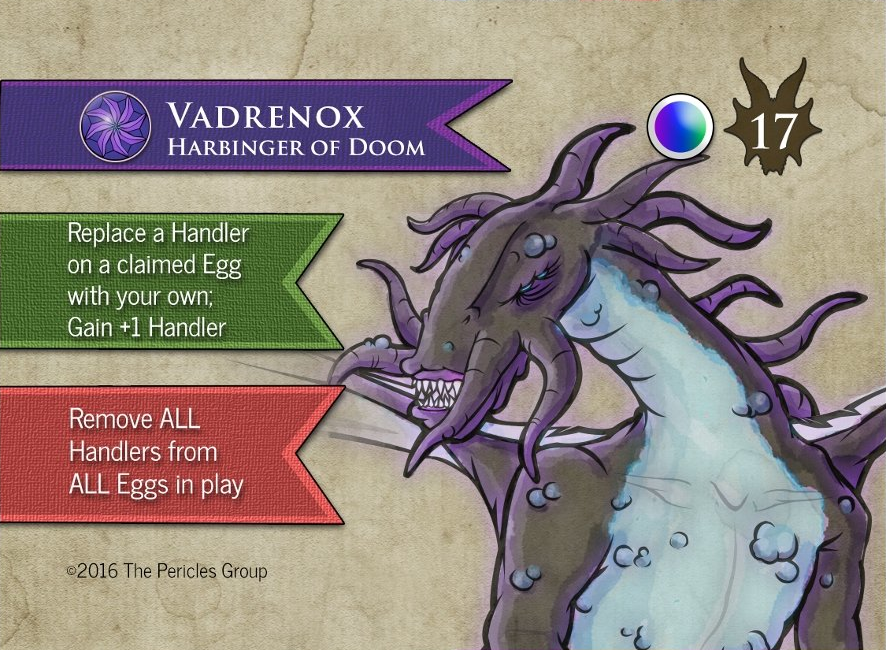 VADRENOX
HARBINGER OF DOOM
17
Replace a Handler
on a claimed Egg
with your own;
Gain +1 Handler
Remove ALL
Handlers from
ALL Eggs in play
©2016 The Pericles Group